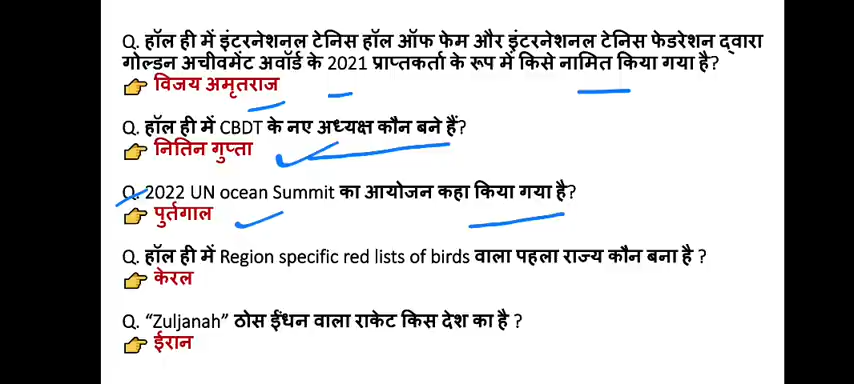 Q. हॉल ही में इंटरनेशनल टेनिस हॉल ऑफ फेम और इंटरनेशनल टेनिस फेडरेशन द्वारा
गोल्डन अचीवमेंट अवॉर्ड के 2021 प्राप्तकर्ता के रूप में किसे नामित किया गया है?
👉 विजय अमृतराज
Q. हॉल ही में CBDT के नए अध्यक्ष कौन बने हैं?
👉 नितिन गुप्ता
Q. 2022 UN ocean Summit का आयोजन कहा किया गया है?
👉 पुर्तगाल
Q. हॉल ही में Region specific red lists of birds वाला पहला राज्य कौन बना है ?
👉 केरल
Q. “Zuljanah” ठोस ईंधन वाला राकेट किस देश का है ?
👉 ईरान